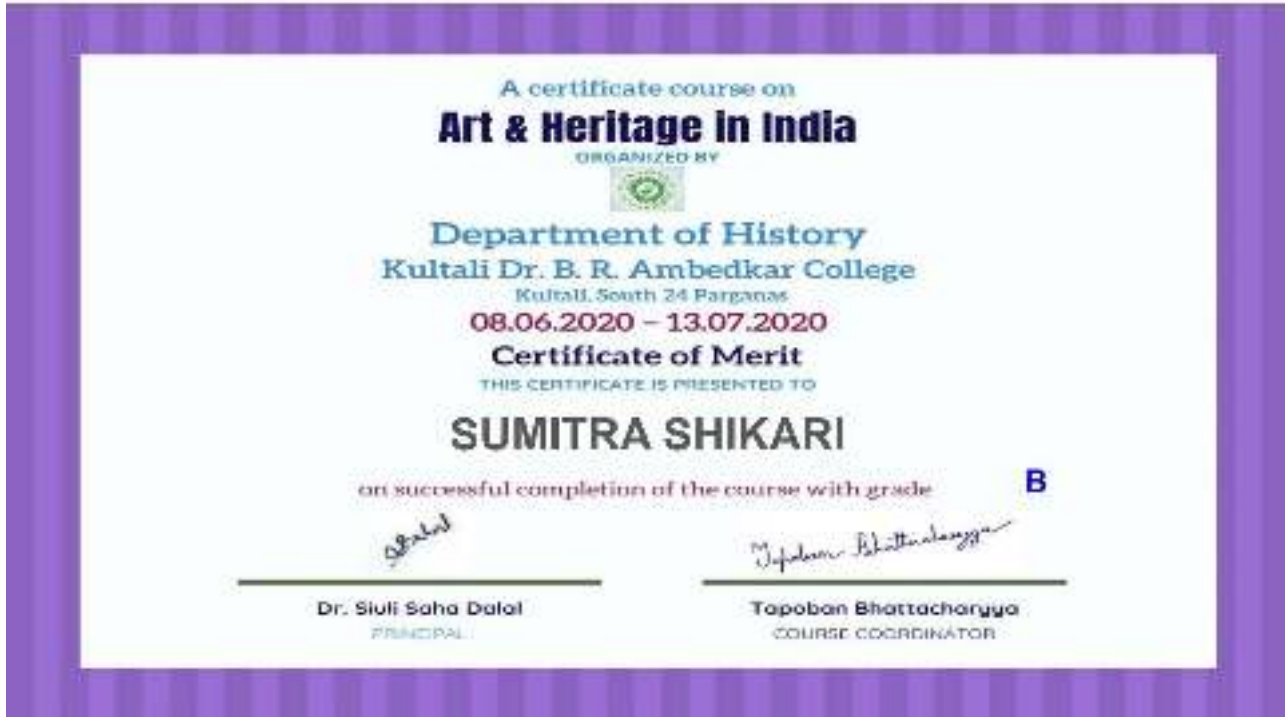 A certificate course on
Art & Heritage in India
ORGANIZED BY
Department of History
Kultali Dr. B. R. Ambedkar College
Kultali, South 24 Parganas
08.06.2020 – 13.07.2020
Certificate of Merit
THIS CERTIFICATE IS PRESENTED TO
SUMITRA SHIKARI
on successful completion of the course with grade B
Tapoban Bhattacharyya
Dr. Siuli Saha Dalal Tapoban Bhattacharyya
PRINCIPAL COURSE COORDINATOR